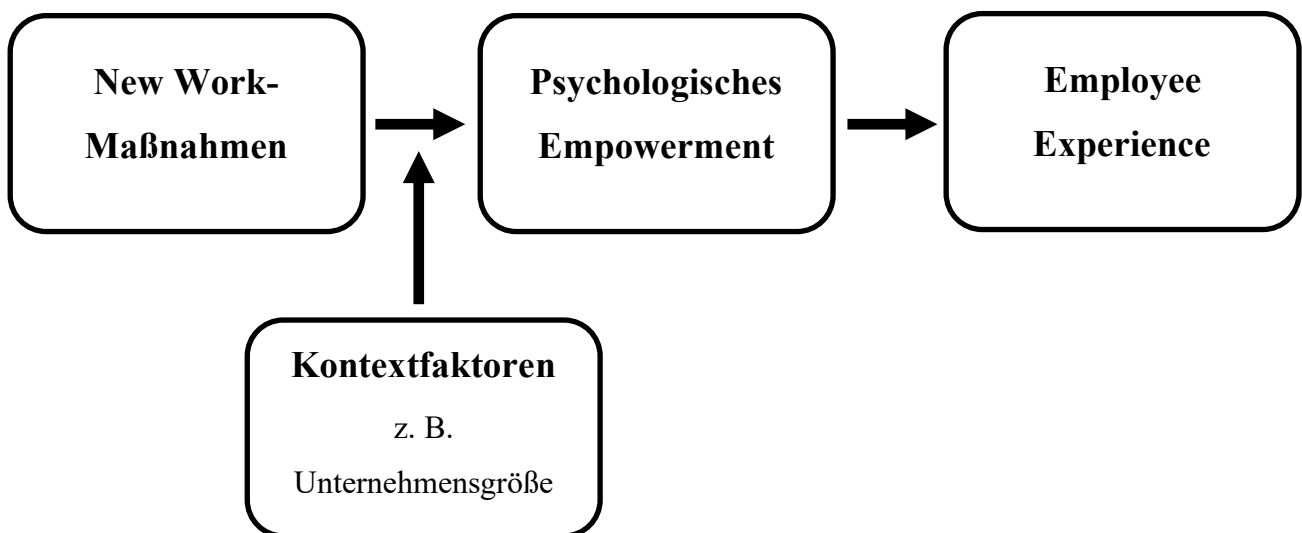 New Work-
Maßnahmen
Psychologisches
Empowerment
Employee
Experience
Kontextfaktoren
z. B.
Unternehmensgröße